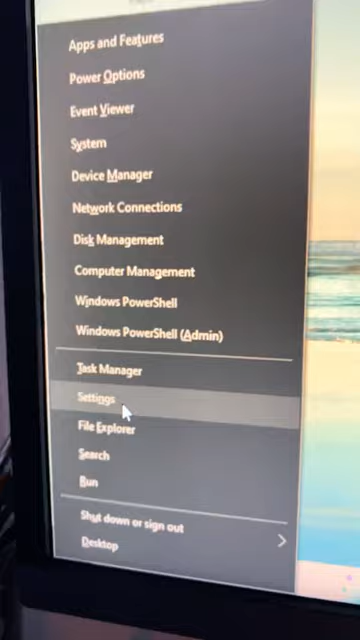 Apps and Features
Power Options
Event Viewer
System
Device Manager
Network Connections
Disk Management
Computer Management
Windows PowerShell
Windows PowerShell (Admin)
Task Manager
Settings
File Explorer
Search
Run
Shut down or sign out
Desktop